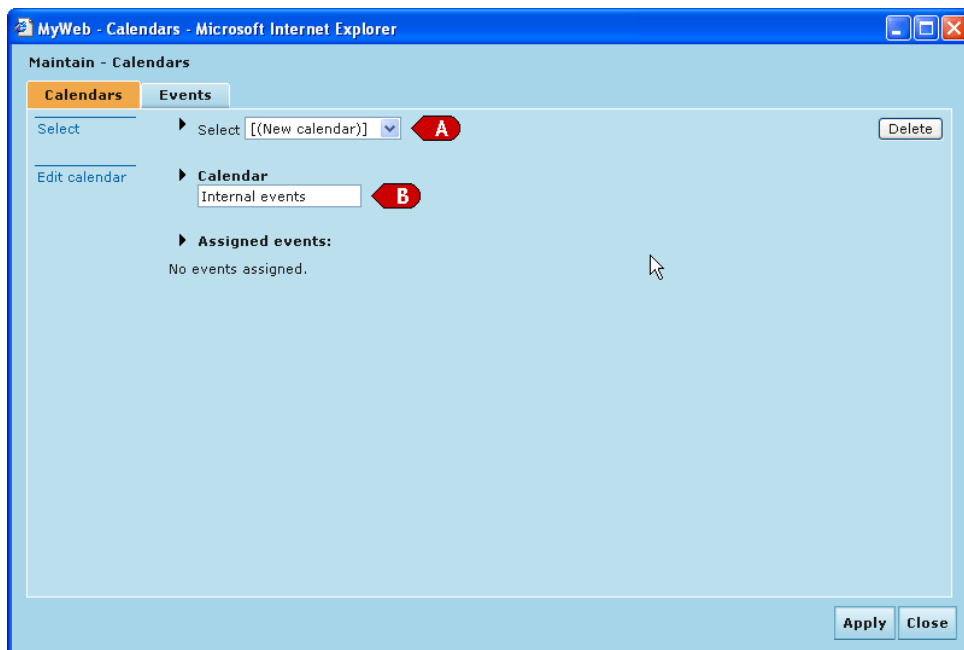 MyWeb - Calendars - Microsoft Internet Explorer
Maintain - Calendars
Calendars Events
Select Select [(New calendar)] A Delete
Edit calendar Calendar
Internal events B
Assigned events:
No events assigned.
Apply Close